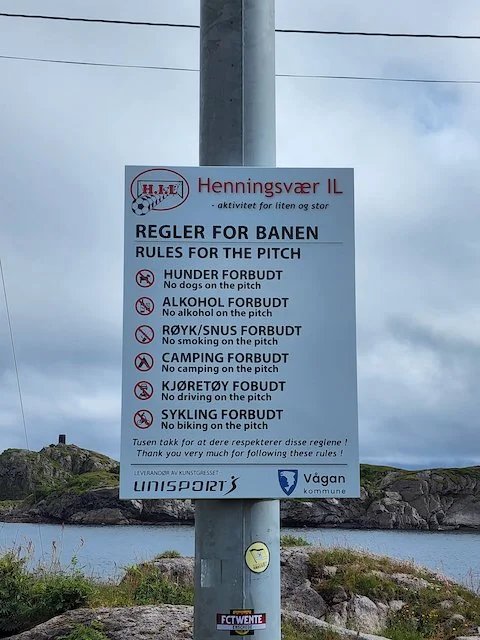 H.I.L
Henningsvær IL
- aktivitet for liten og stor
REGLER FOR BANEN
RULES FOR THE PITCH
HUNDER FORBUDT
No dogs on the pitch
ALKOHOL FORBUDT
No alkohol on the pitch
RØYK/SNUS FORBUDT
No smoking on the pitch
CAMPING FORBUDT
No camping on the pitch
KJØRETØY FOBUDT
No driving on the pitch
SYKLING FORBUDT
No biking on the pitch
Tusen takk for at dere respekterer disse reglene !
Thank you very much for following these rules !
LEVERANDØR AV KUNSTGRESSET
UNISPORT
Vågan
kommune
FCTWENTE